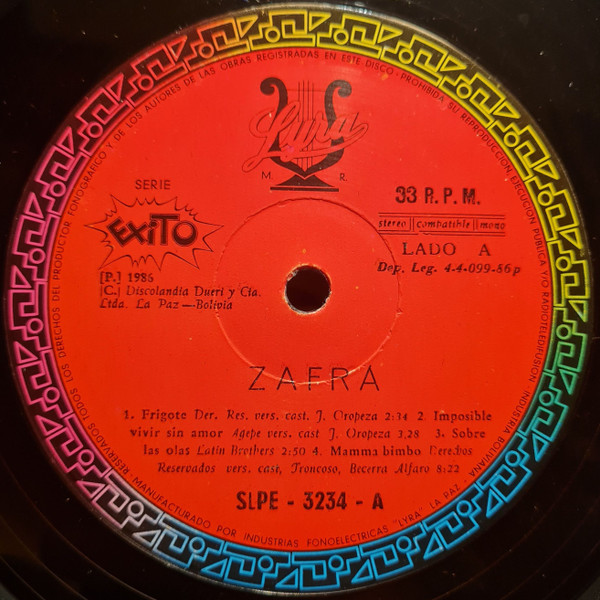 RESERVADOS TODOS LOS DERECHOS DEL PRODUCTOR FONOGRAFICO Y DE LOS AUTORES DE LAS OBRAS REGISTRADAS EN ESTE DISCO - PROHIBIDA SU REPRODUCCION EJECUCION PUBLICA Y/O RADIOTELEDIFUSION INDUSTRIA BOLIVIANA
Lyra
M R
SERIE
EXITO
33 R.P.M.
stereo compatible mono
LADO A
Dep. Leg. 4-4-099-86p
[P.] 1986
[C.] Discolandia Dueri y Cia.
Ltda. La Paz - Bolivia
ZAFRA
1. Frigote Der. Res. vers. cast. J. Oropeza 2:34 2. Imposible
vivir sin amor Agepe vers. cast J. Oropeza 3,28 3. Sobre
las olas Latin Brothers 2:50 4. Mamma bimbo Derechos
Reservados vers. case, Troncoso, Becerra Alfaro 8:22
SLPE - 3234 - A
MANUFACTURADO POR INDUSTRIAS FONOELECTRICAS "LYRA" LA PAZ -